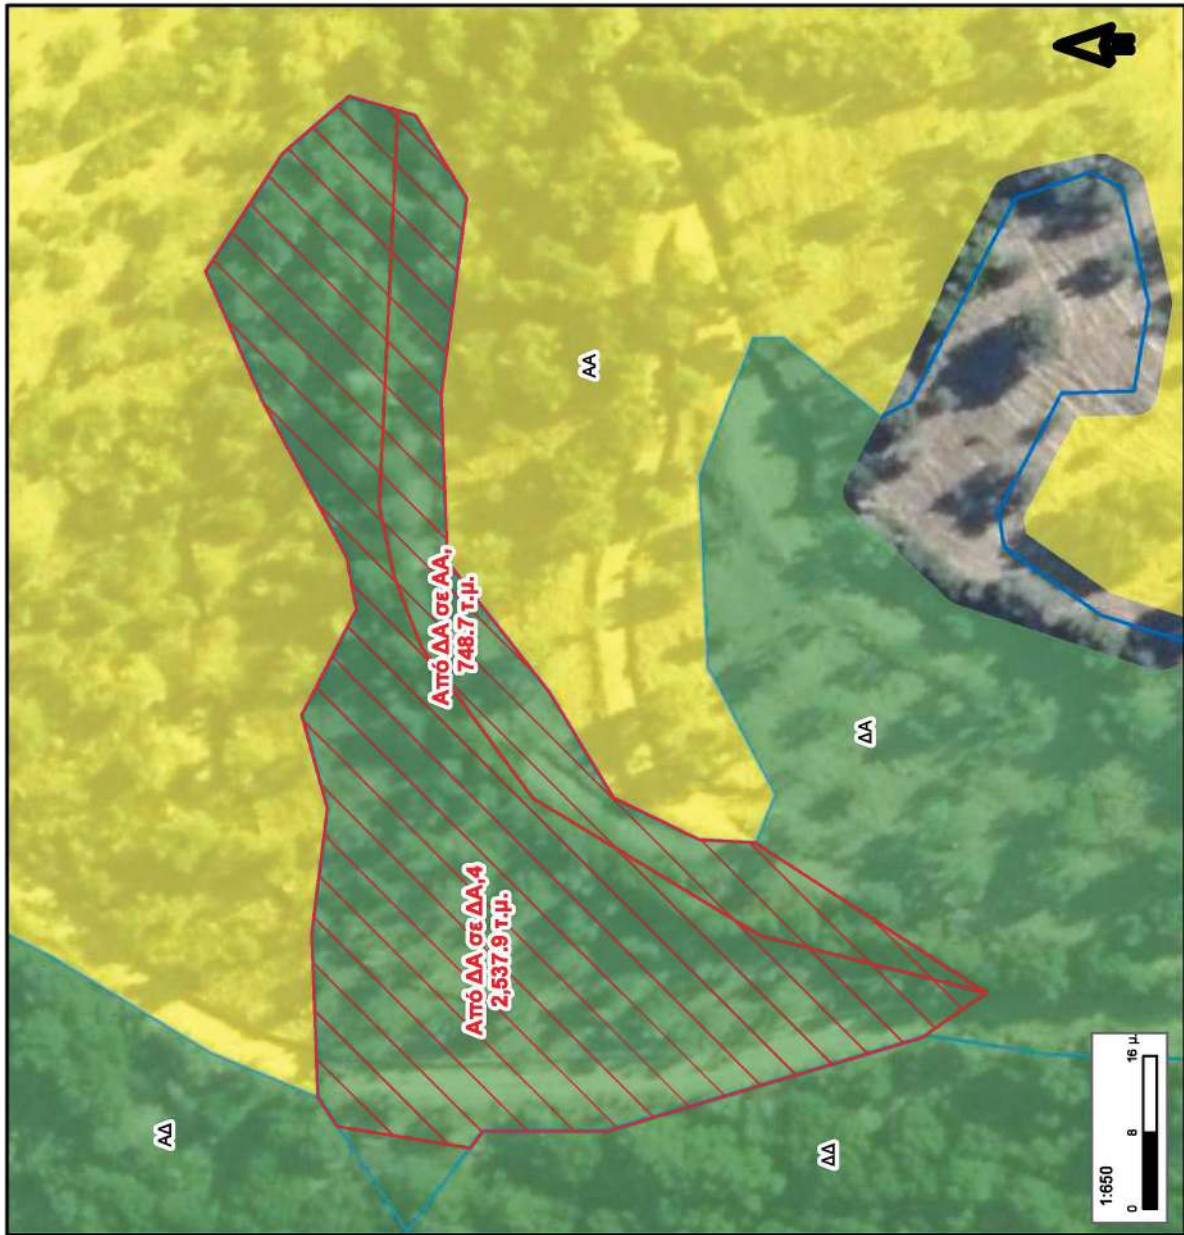 ΑΔ
ΑΑ
Από ΔΑ σε ΑΑ,
748.7 τ.μ.
Από ΔΑ σε ΔΑ,4
2,537.9 τ.μ.
ΔΔ
ΔΑ
1:650
0 8 16 μ.